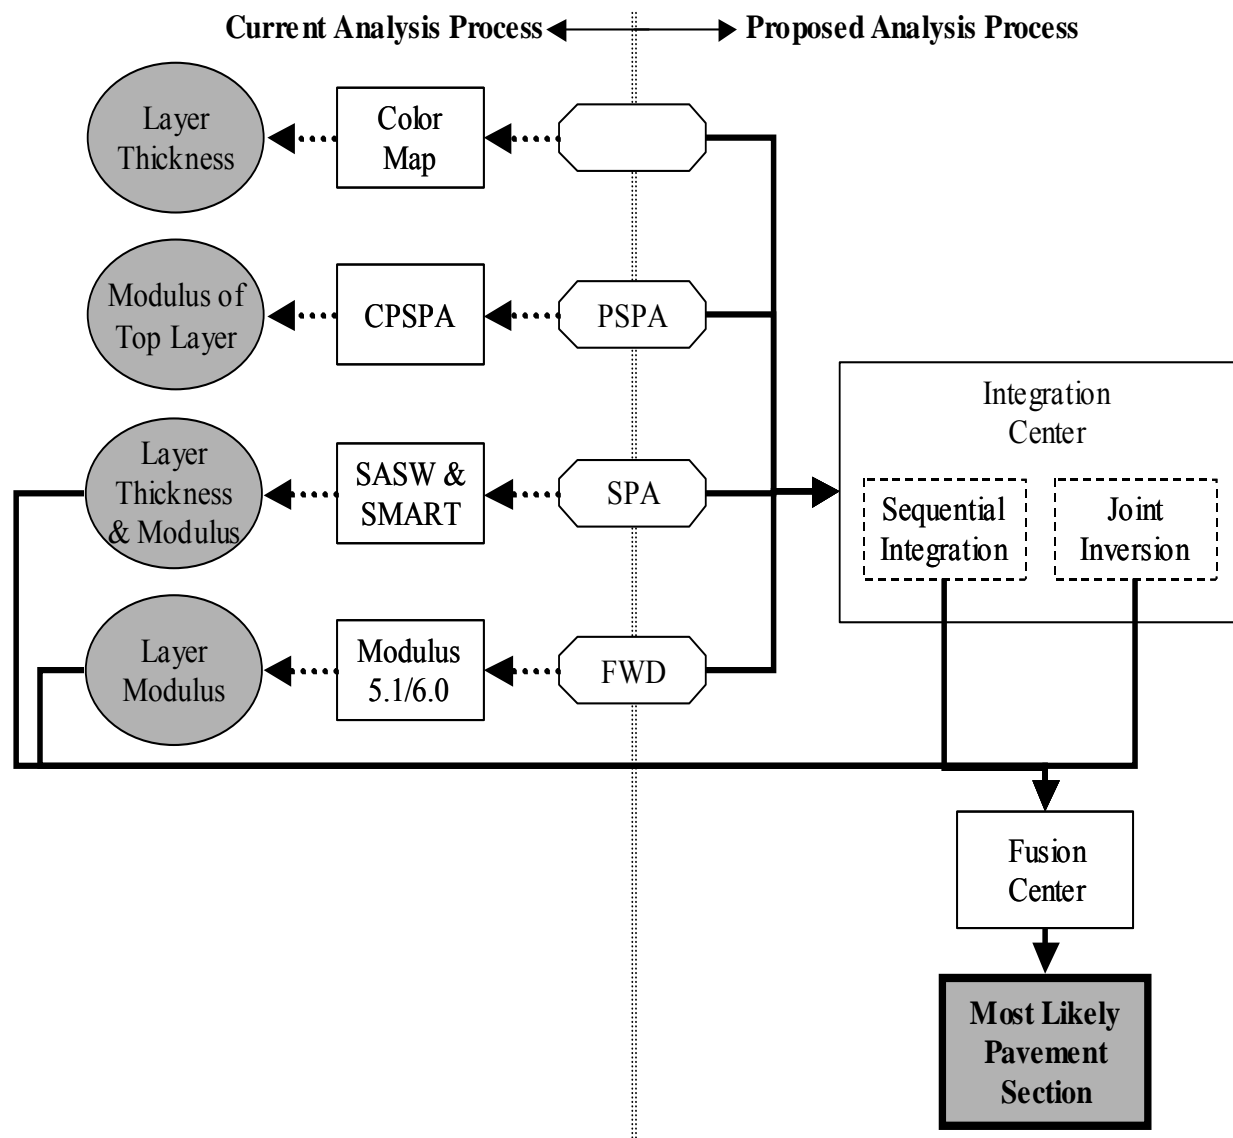 Current Analysis Process
Proposed Analysis Process
Layer
Thickness
Color
Map
Modulus of
Top Layer
CPSPA
PSPA
Layer
Thickness
& Modulus
SASW &
SMART
SPA
Layer
Modulus
Modulus
5.1/6.0
FWD
Integration
Center
Sequential
Integration
Joint
Inversion
Fusion
Center
Most Likely
Pavement
Section